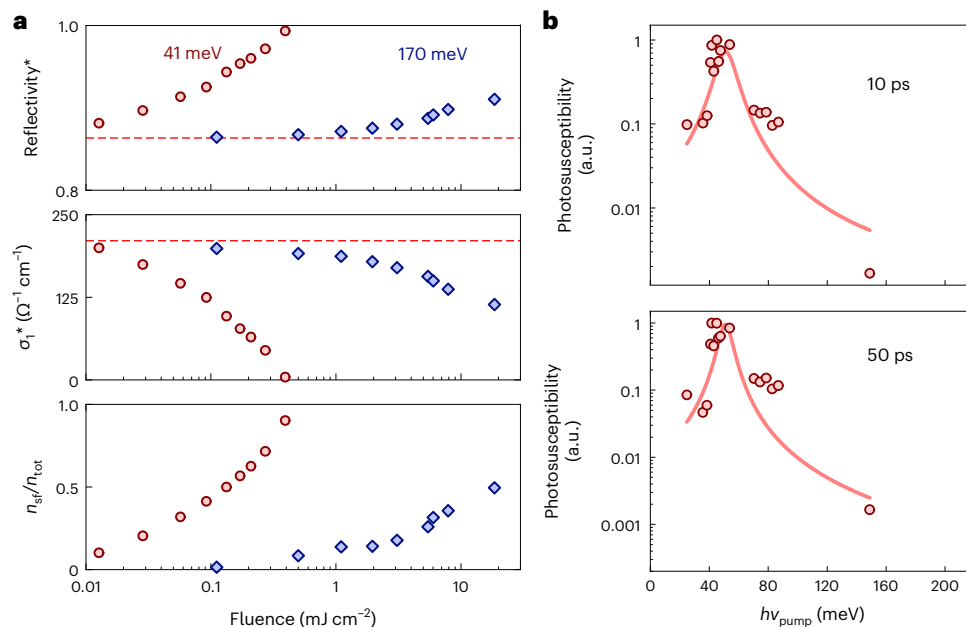 a
1.0
41 meV
170 meV
Reflectivity*
0.8
250
σ₁* (Ω⁻¹ cm⁻¹)
125
0
1.0
nsf/ntot
0.5
0
0.01
0.1
1
10
Fluence (mJ cm⁻²)
b
1
10 ps
Photosusceptibility
(a.u.)
0.1
0.01
1
50 ps
Photosusceptibility
(a.u.)
0.1
0.01
0.001
0
40
80
120
160
200
hνpump (meV)